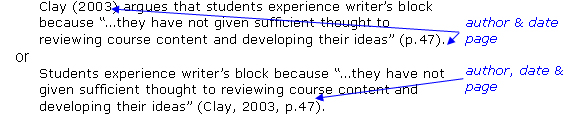 Clay (2003) argues that students experience writer's block
because "…they have not given sufficient thought to
reviewing course content and developing their ideas" (p.47).
author & date
page
or
Students experience writer's block because "…they have not
given sufficient thought to reviewing course content and
developing their ideas" (Clay, 2003, p.47).
author, date &
page